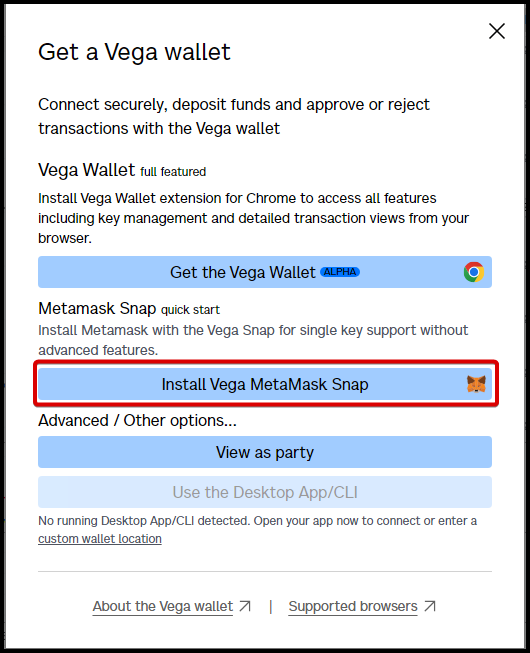 Get a Vega wallet
Connect securely, deposit funds and approve or reject
transactions with the Vega wallet
Vega Wallet full featured
Install Vega Wallet extension for Chrome to access all features
including key management and detailed transaction views from your
browser.
Get the Vega Wallet ALPHA
Metamask Snap quick start
Install Metamask with the Vega Snap for single key support without
advanced features.
Install Vega MetaMask Snap
Advanced / Other options...
View as party
Use the Desktop App/CLI
No running Desktop App/CLI detected. Open your app now to connect or enter a
custom wallet location
About the Vega wallet | Supported browsers